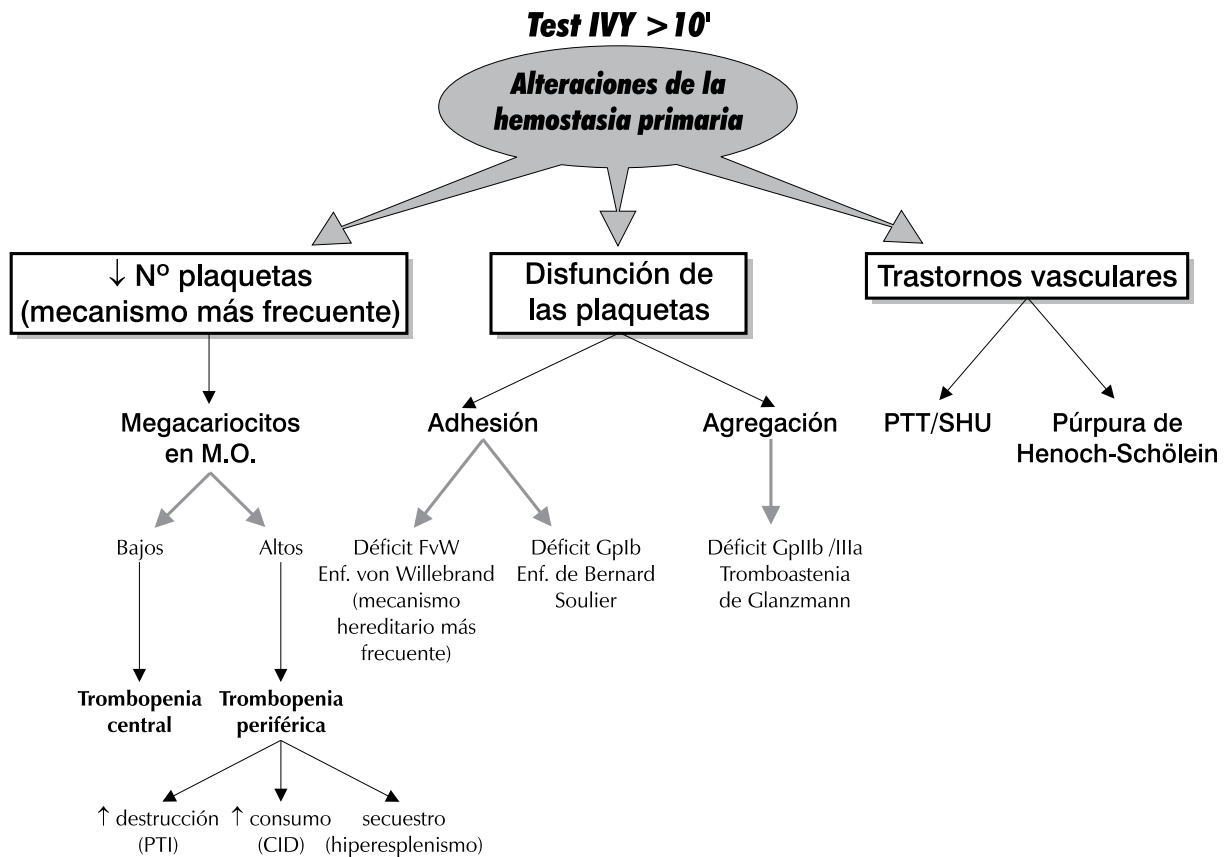 Test IVY >10'
Alteraciones de la
hemostasia primaria
↓ Nº plaquetas
(mecanismo más frecuente)
Disfunción de
las plaquetas
Trastornos vasculares
Megacariocitos
en M.O.
Adhesión
Agregación
PTT/SHU
Púrpura de
Henoch-Schölein
Bajos
Altos
Déficit FvW
Enf. von Willebrand
(mecanismo
hereditario más
frecuente)
Déficit GpIb
Enf. de Bernard
Soulier
Déficit GpIIb /IIIa
Tromboastenia
de Glanzmann
Trombopenia
central
Trombopenia
periférica
↑ destrucción
(PTI)
↑ consumo
(CID)
secuestro
(hiperesplenismo)